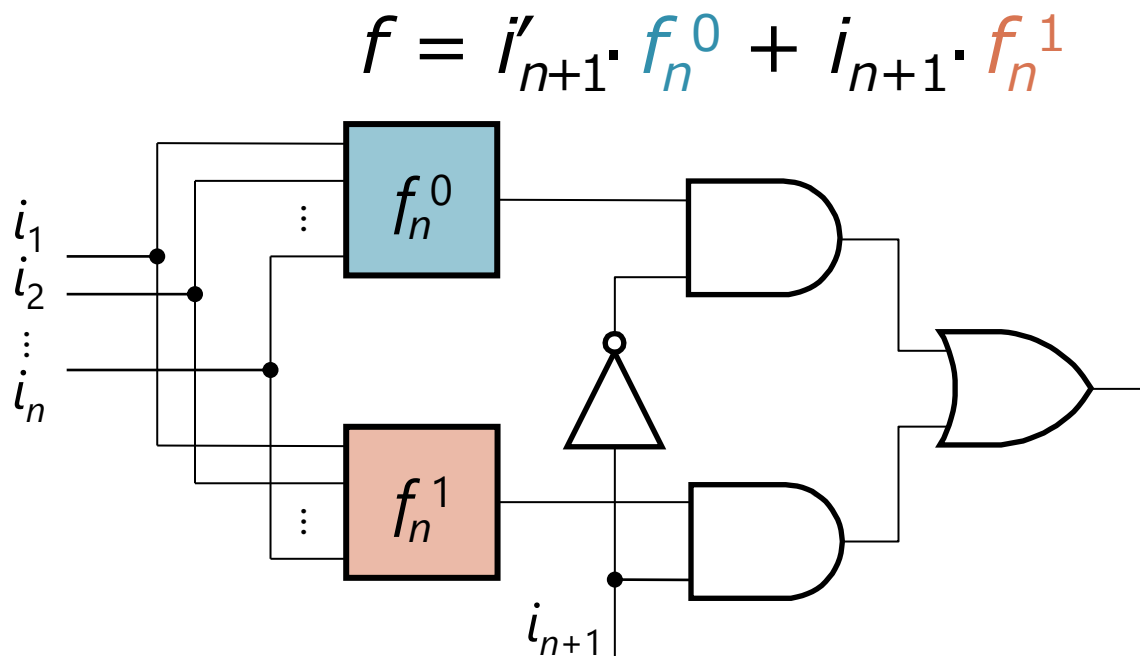 f = i′ₙ₊₁· fₙ⁰ + iₙ₊₁· fₙ¹
i₁
i₂
⋮
iₙ
fₙ⁰
⋮
fₙ¹
⋮
iₙ₊₁